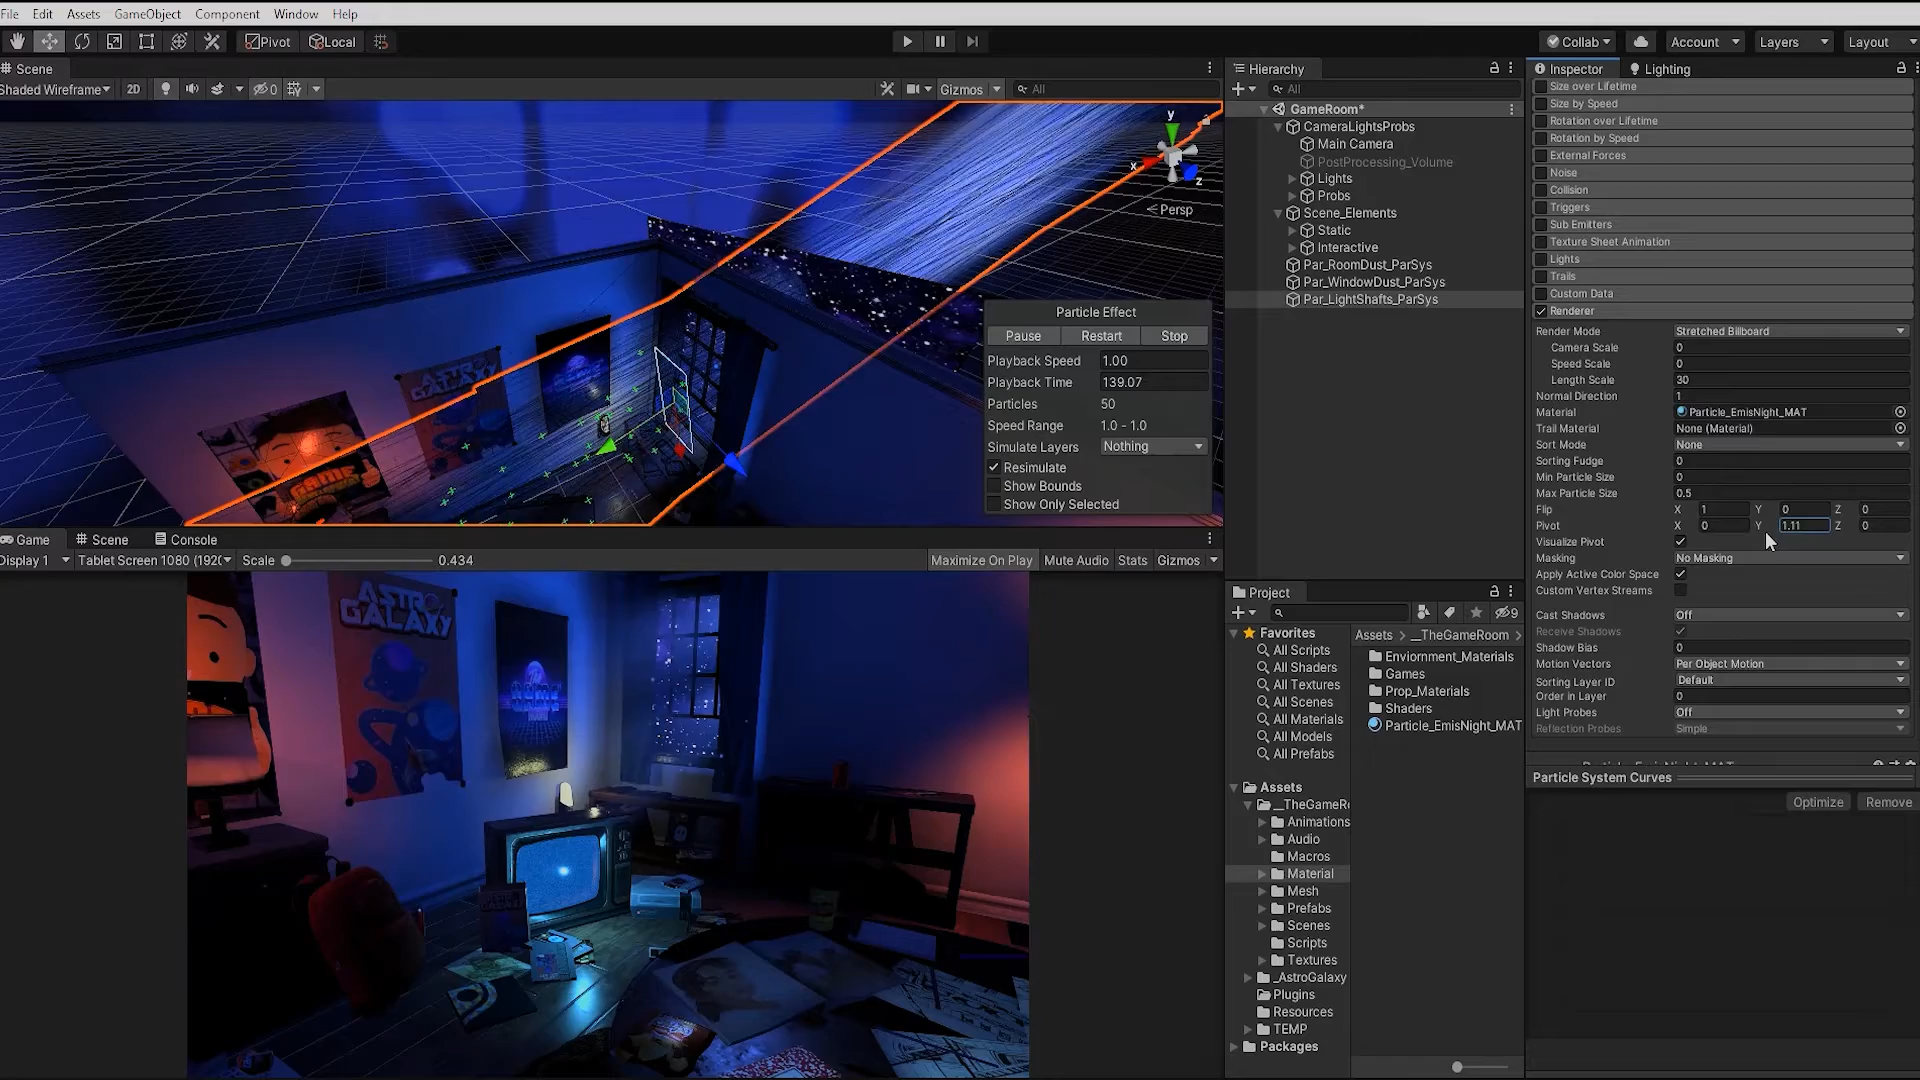 File Edit Assets GameObject Component Window Help
Pivot Local Collab Account Layers Layout
Scene
Shaded Wireframe 2D 0 Gizmos All
y
x
z
Persp
Particle Effect
Pause Restart Stop
Playback Speed 1.00
Playback Time 139.07
Particles 50
Speed Range 1.0 - 1.0
Simulate Layers Nothing
Resimulate
Show Bounds
Show Only Selected
GAME
ASTRO
GALAXY
Game Scene Console
Display 1 Tablet Screen 1080 (192( Scale 0.434 Maximize On Play Mute Audio Stats Gizmos
ASTRO
GALAXY
Hierarchy
All
GameRoom*
CameraLightsProbs
Main Camera
PostProcessing_Volume
Lights
Probs
Scene_Elements
Static
Interactive
Par_RoomDust_ParSys
Par_WindowDust_ParSys
Par_LightShafts_ParSys
Project
9
Favorites
All Scripts
All Shaders
All Textures
All Scenes
All Materials
All Models
All Prefabs
Assets
__TheGameRo
Animations
Audio
Macros
Material
Mesh
Prefabs
Scenes
Scripts
Textures
_AstroGalaxy
Plugins
Resources
TEMP
Packages
Assets > __TheGameRoom >
Enviornment_Materials
Games
Prop_Materials
Shaders
Particle_EmisNight_MAT
Inspector Lighting
Size over Lifetime
Size by Speed
Rotation over Lifetime
Rotation by Speed
External Forces
Noise
Collision
Triggers
Sub Emitters
Texture Sheet Animation
Lights
Trails
Custom Data
Renderer
Render Mode Stretched Billboard
Camera Scale 0
Speed Scale 0
Length Scale 30
Normal Direction 1
Material Particle_EmisNight_MAT
Trail Material None (Material)
Sort Mode None
Sorting Fudge 0
Min Particle Size 0
Max Particle Size 0.5
Flip X 1 Y 0 Z 0
Pivot X 0 Y 1.11 Z 0
Visualize Pivot
Masking No Masking
Apply Active Color Space
Custom Vertex Streams
Cast Shadows Off
Receive Shadows
Shadow Bias 0
Motion Vectors Per Object Motion
Sorting Layer ID Default
Order in Layer 0
Light Probes Off
Reflection Probes Simple
Particle System Curves
Optimize Remove